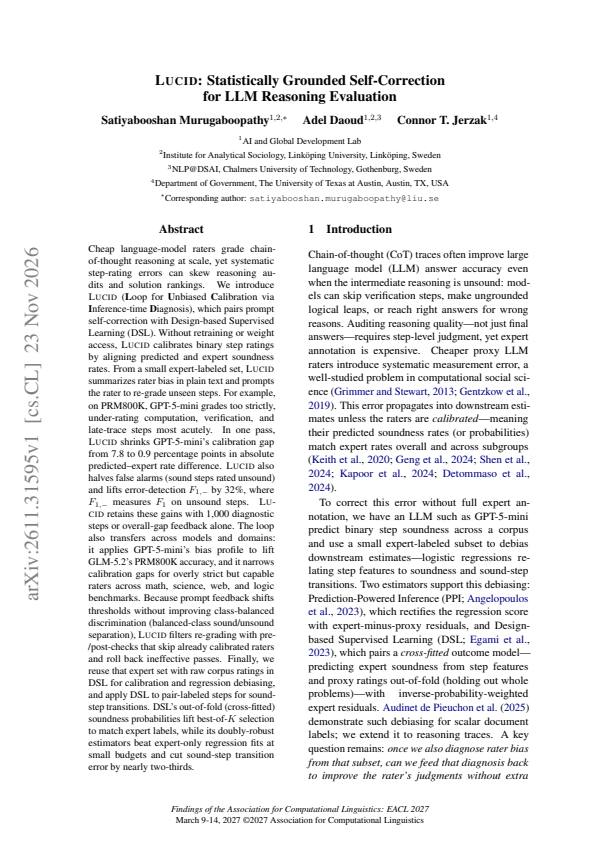 LUCID: Statistically Grounded Self-Correction
for LLM Reasoning Evaluation
Satiyabooshan Murugaboopathy1,2,* Adel Daoud1,2,3 Connor T. Jerzak1,4
1AI and Global Development Lab
2Institute for Analytical Sociology, Linköping University, Linköping, Sweden
3NLP@DSAI, Chalmers University of Technology, Gothenburg, Sweden
4Department of Government, The University of Texas at Austin, Austin, TX, USA
*Corresponding author: satiyabooshan.murugaboopathy@liu.se
arXiv:2611.31595v1 [cs.CL] 23 Nov 2026
Abstract
Cheap language-model raters grade chain-
of-thought reasoning at scale, yet systematic
step-rating errors can skew reasoning au-
dits and solution rankings. We introduce
LUCID (Loop for Unbiased Calibration via
Inference-time Diagnosis), which pairs prompt
self-correction with Design-based Supervised
Learning (DSL). Without retraining or weight
access, LUCID calibrates binary step ratings
by aligning predicted and expert soundness
rates. From a small expert-labeled set, LUCID
summarizes rater bias in plain text and prompts
the rater to re-grade unseen steps. For example,
on PRM800K, GPT-5-mini grades too strictly,
under-rating computation, verification, and
late-trace steps most acutely. In one pass,
LUCID shrinks GPT-5-mini's calibration gap
from 7.8 to 0.9 percentage points in absolute
predicted–expert rate difference. LUCID also
halves false alarms (sound steps rated unsound)
and lifts error-detection F1,− by 32%, where
F1,− measures F1 on unsound steps. LU-
CID retains these gains with 1,000 diagnostic
steps or overall-gap feedback alone. The loop
also transfers across models and domains:
it applies GPT-5-mini's bias profile to lift
GLM-5.2's PRM800K accuracy, and it narrows
calibration gaps for overly strict but capable
raters across math, science, web, and logic
benchmarks. Because prompt feedback shifts
thresholds without improving class-balanced
discrimination (balanced-class sound/unsound
separation), LUCID filters re-grading with pre-
/post-checks that skip already calibrated raters
and roll back ineffective passes. Finally, we
reuse that expert set with raw corpus ratings in
DSL for calibration and regression debiasing,
and apply DSL to pair-labeled steps for sound-
step transitions. DSL's out-of-fold (cross-fitted)
soundness probabilities lift best-of-K selection
to match expert labels, while its doubly-robust
estimators beat expert-only regression fits at
small budgets and cut sound-step transition
error by nearly two-thirds.
1 Introduction
Chain-of-thought (CoT) traces often improve large
language model (LLM) answer accuracy even
when the intermediate reasoning is unsound: mod-
els can skip verification steps, make ungrounded
logical leaps, or reach right answers for wrong
reasons. Auditing reasoning quality—not just final
answers—requires step-level judgment, yet expert
annotation is expensive. Cheaper proxy LLM
raters introduce systematic measurement error, a
well-studied problem in computational social sci-
ence (Grimmer and Stewart, 2013; Gentzkow et al.,
2019). This error propagates into downstream esti-
mates unless the raters are calibrated—meaning
their predicted soundness rates (or probabilities)
match expert rates overall and across subgroups
(Keith et al., 2020; Geng et al., 2024; Shen et al.,
2024; Kapoor et al., 2024; Detommaso et al.,
2024).
To correct this error without full expert an-
notation, we have an LLM such as GPT-5-mini
predict binary step soundness across a corpus
and use a small expert-labeled subset to debias
downstream estimates—logistic regressions re-
lating step features to soundness and sound-step
transitions. Two estimators support this debiasing:
Prediction-Powered Inference (PPI; Angelopoulos
et al., 2023), which rectifies the regression score
with expert-minus-proxy residuals, and Design-
based Supervised Learning (DSL; Egami et al.,
2023), which pairs a cross-fitted outcome model—
predicting expert soundness from step features
and proxy ratings out-of-fold (holding out whole
problems)—with inverse-probability-weighted
expert residuals. Audinet de Pieuchon et al. (2025)
demonstrate such debiasing for scalar document
labels; we extend it to reasoning traces. A key
question remains: once we also diagnose rater bias
from that subset, can we feed that diagnosis back
to improve the rater's judgments without extra
Findings of the Association for Computational Linguistics: EACL 2027
March 9-14, 2027 ©2027 Association for Computational Linguistics